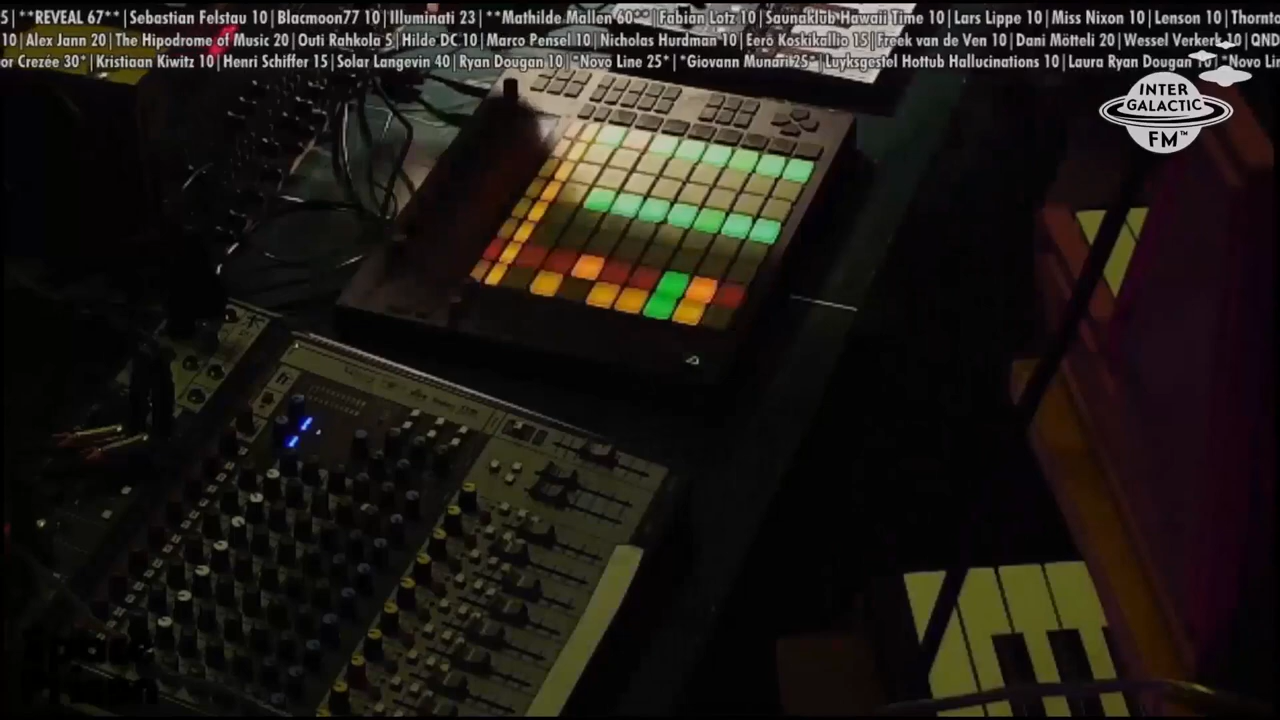 5 | **REVEAL 67** | Sebastian Felstau 10 | Blacmoon77 10 | Illuminati 23 | **Mathilde Mallen 60** | Fabian Lotz 10 | Saunaklub Hawaii Time 10 | Lars Lippe 10 | Miss Nixon 10 | Lenson 10 | Thornto
10 | Alex Jann 20 | The Hipodrome of Music 20 | Outi Rahkola 5 | Hilde DC 10 | Marco Pensel 10 | Nicholas Hurdman 10 | Eero Koskikallio 15 | Freek van de Ven 10 | Dani Mötteli 20 | Wessel Verkerk 10 | QND
or Crezée 30* | Kristiaan Kiwitz 10 | Henri Schiffer 15 | Solar Langevin 40 | Ryan Dougan 10 | *Novo Line 25* | *Giovann Munari 25* | Luyksgestel Hottub Hallucinations 10 | Laura Ryan Dougan 10 | *Novo Lin
INTER
GALACTIC
FM™